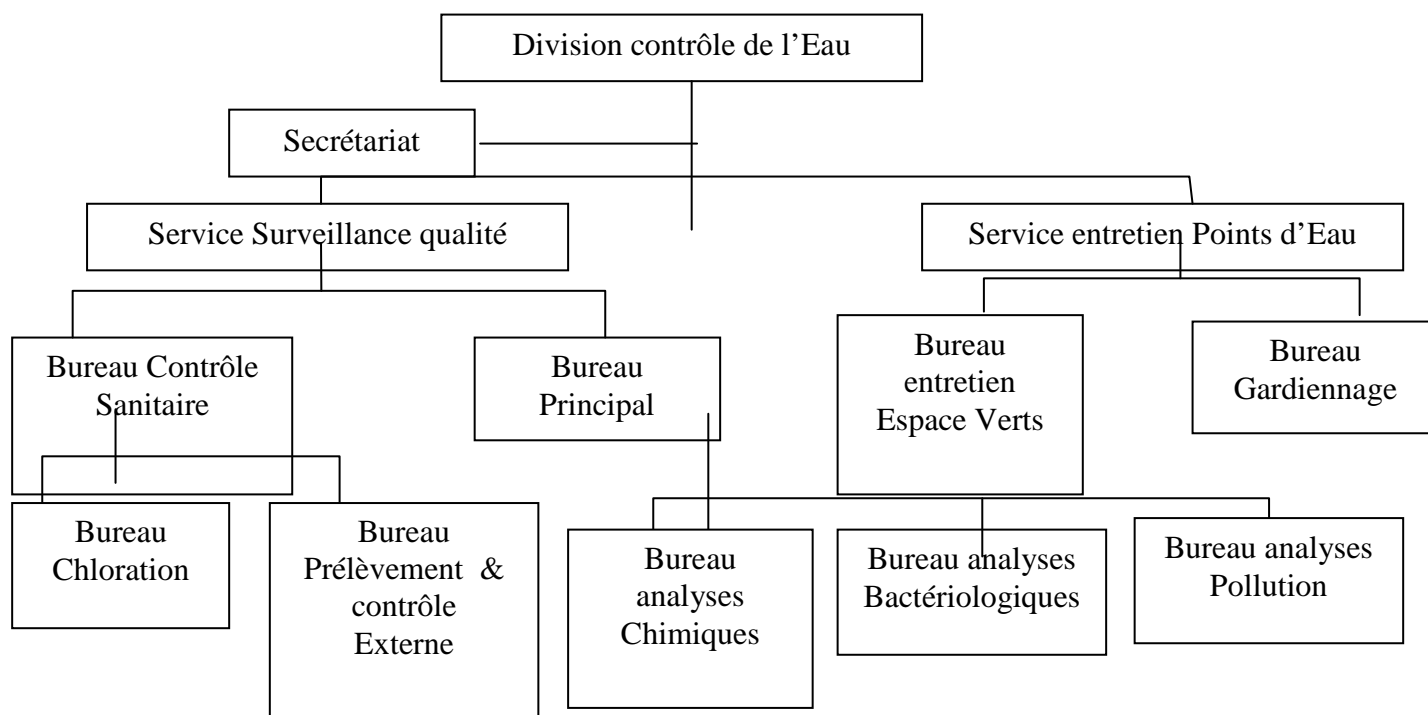 Division contrôle de l’Eau
Secrétariat
Service Surveillance qualité
Service entretien Points d’Eau
Bureau Contrôle
Sanitaire
Bureau
Principal
Bureau
entretien
Espace Verts
Bureau
Gardiennage
Bureau
Chloration
Bureau
Prélèvement &
contrôle
Externe
Bureau
analyses
Chimiques
Bureau analyses
Bactériologiques
Bureau analyses
Pollution